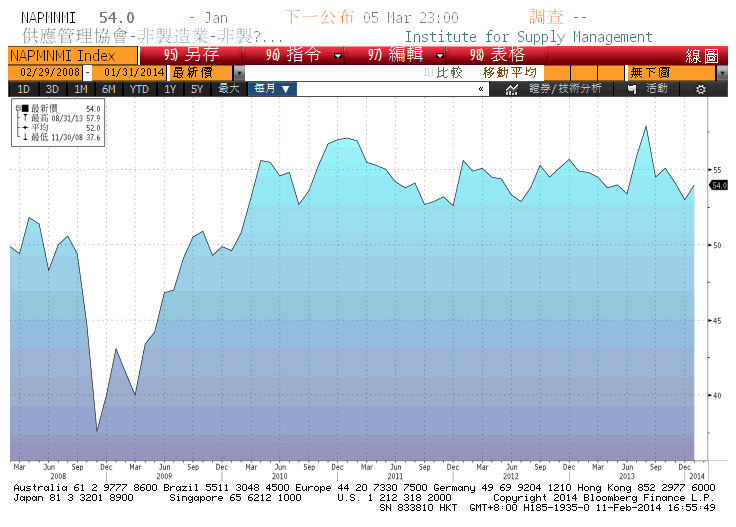 NAPMNMI 54.0 - Jan 下一公布 05 Mar 23:00 調查 --
供應管理協會-非製造業-非製?... Institute for Supply Management
NAPMNMI Index 95) 另存 96) 指令 97) 編輯 98) 表格 線圖
02/29/2008 - 01/31/2014 最新價 11) 比較 移動平均 無下價
1D 3D 1M 6M YTD 1Y 5Y 最大 每月 ▼ « 證券/技術分析 活動
最新價 54.0
最高 08/31/13 57.9
平均 52.0
最低 11/30/08 37.6
55
54.0
50
45
40
Mar Jun Sep Dec Mar Jun Sep Dec Mar Jun Sep Dec Mar Jun Sep Dec Mar Jun Sep Dec Mar Jun Sep Dec
2008 2009 2010 2011 2012 2013 2014
Australia 61 2 9777 8600 Brazil 5511 3048 4500 Europe 44 20 7330 7500 Germany 49 69 9204 1210 Hong Kong 852 2977 6000
Japan 81 3 3201 8900 Singapore 65 6212 1000 U.S. 1 212 318 2000 Copyright 2014 Bloomberg Finance L.P.
SN 833810 HKT GMT+8:00 H185-1935-0 11-Feb-2014 16:55:49